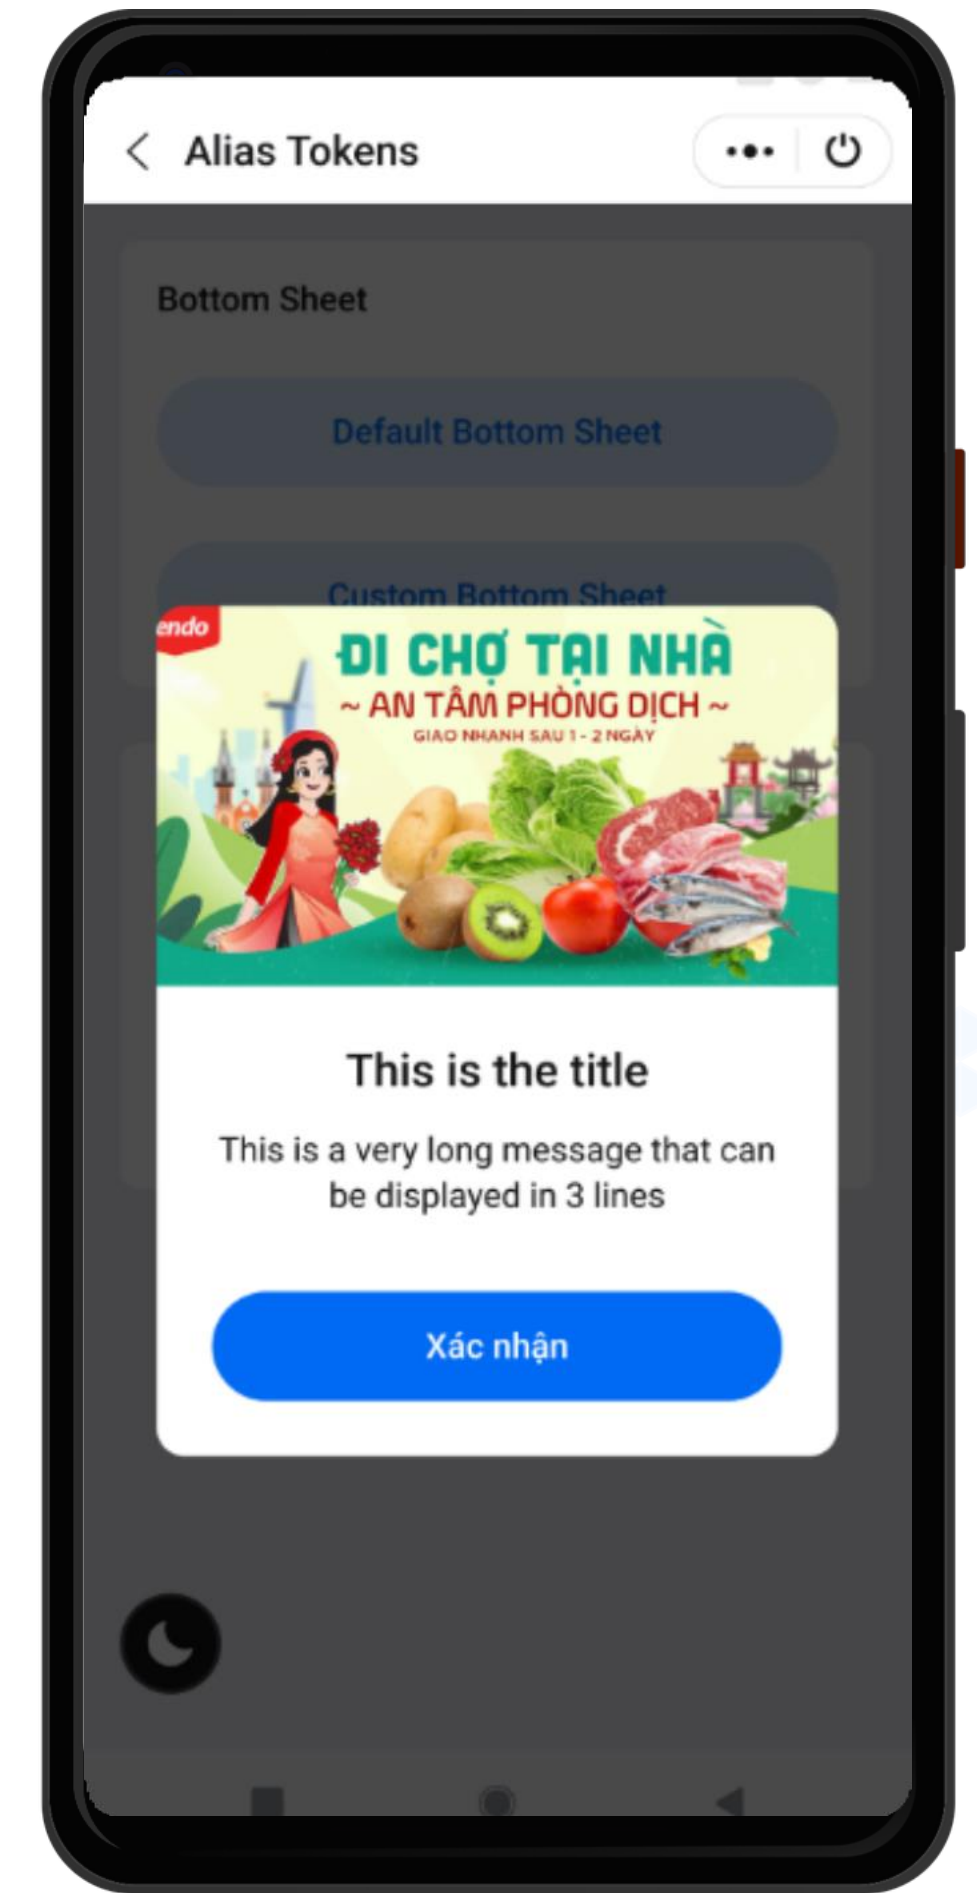 Alias Tokens
Bottom Sheet
Default Bottom Sheet
Custom Bottom Sheet
endo
ĐI CHỢ TẠI NHÀ
~ AN TÂM PHÒNG DỊCH ~
GIAO NHANH SAU 1 - 2 NGÀY
This is the title
This is a very long message that can
be displayed in 3 lines
Xác nhận